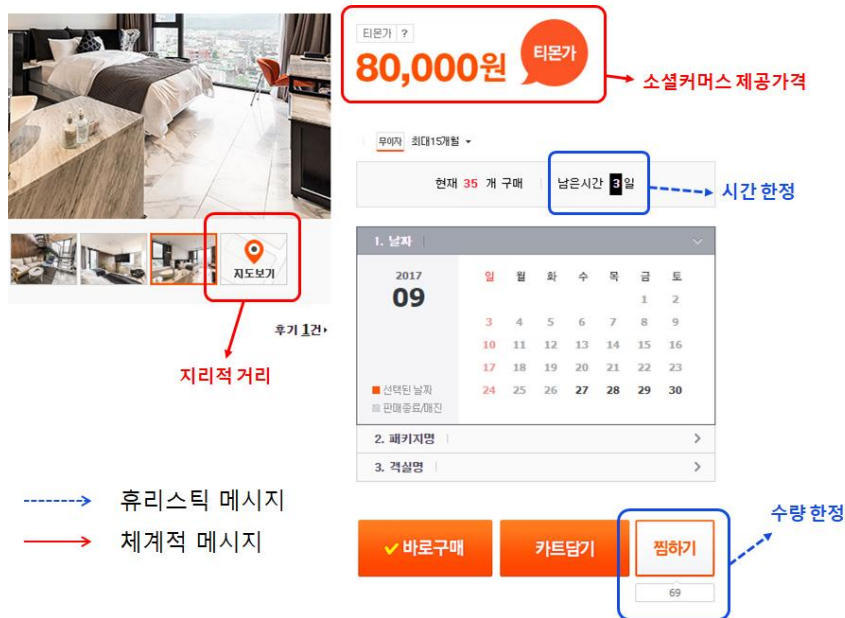 티몬가 ?
80,000원
티몬가
소셜커머스 제공가격
무이자 최대15개월
현재 35 개 구매 남은시간 3 일
시간 한정
지도보기
후기 1건
지리적 거리
1. 날짜
2017
09
일 월 화 수 목 금 토
1 2
3 4 5 6 7 8 9
10 11 12 13 14 15 16
17 18 19 20 21 22 23
24 25 26 27 28 29 30
선택된 날짜
판매종료/매진
2. 패키지명
3. 객실명
휴리스틱 메시지
체계적 메시지
바로구매
카트담기
찜하기
69
수량 한정